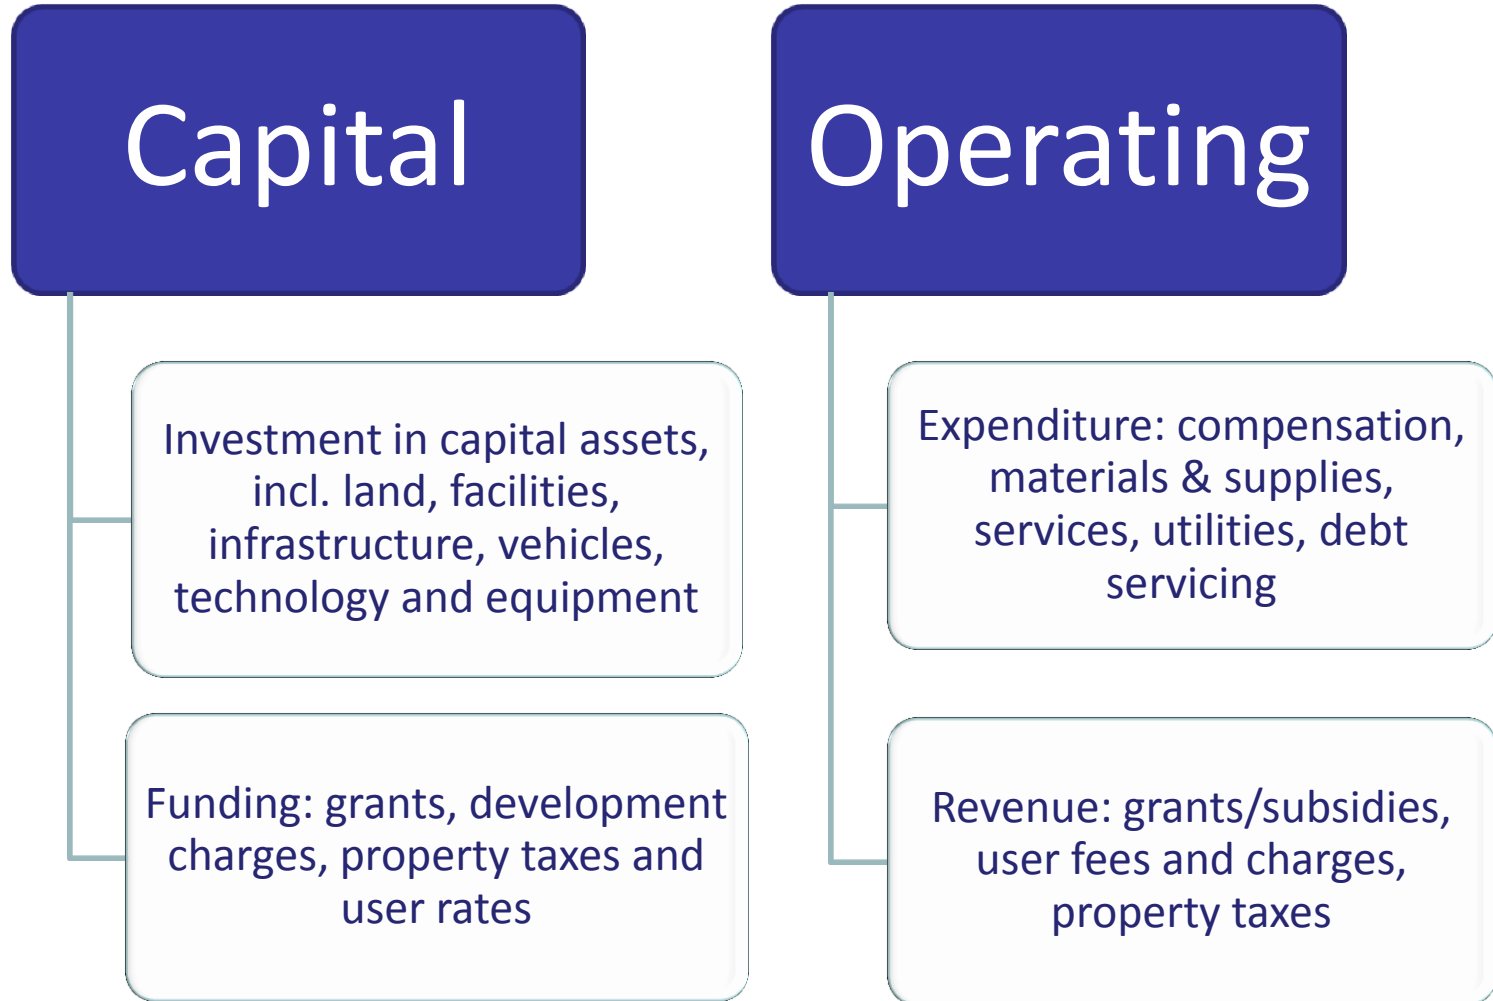 Capital
Investment in capital assets,
incl. land, facilities,
infrastructure, vehicles,
technology and equipment
Funding: grants, development
charges, property taxes and
user rates
Operating
Expenditure: compensation,
materials & supplies,
services, utilities, debt
servicing
Revenue: grants/subsidies,
user fees and charges,
property taxes